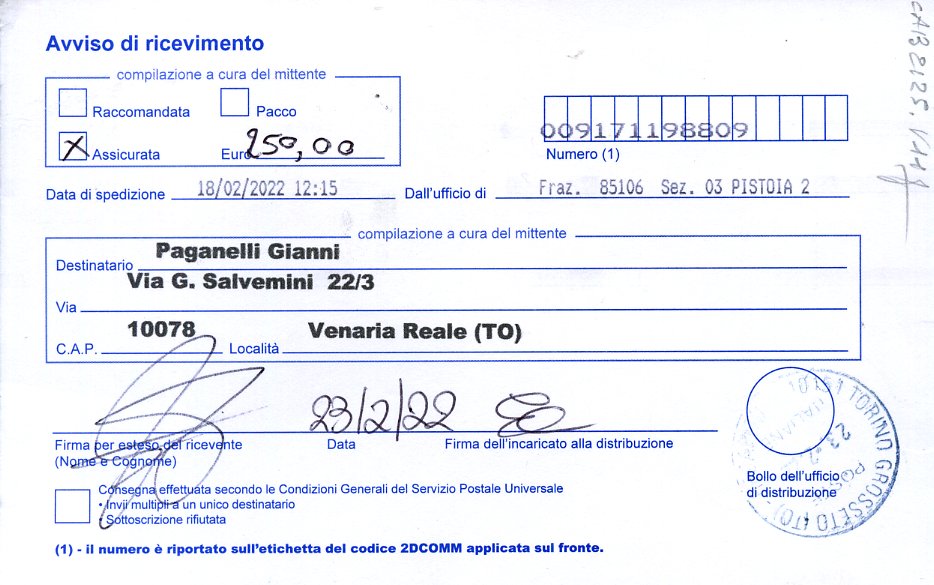 Avviso di ricevimento
compilazione a cura del mittente
Raccomandata Pacco
X Assicurata Euro 250,00
009171198809
Numero (1)
Data di spedizione 18/02/2022 12:15 Dall'ufficio di Fraz. 85106 Sez. 03 PISTOIA 2
compilazione a cura del mittente
Destinatario Paganelli Gianni
Via Via G. Salvemini 22/3
C.A.P. 10078 Località Venaria Reale (TO)
23/2/22
Firma per esteso del ricevente Data Firma dell'incaricato alla distribuzione
(Nome e Cognome)
Bollo dell'ufficio
di distribuzione
10151 TORINO GROSSETO (TO)
Consegna effettuata secondo le Condizioni Generali del Servizio Postale Universale
• Invii multipli a un unico destinatario
• Sottoscrizione rifiutata
(1) - il numero è riportato sull'etichetta del codice 2DCOMM applicata sul fronte.